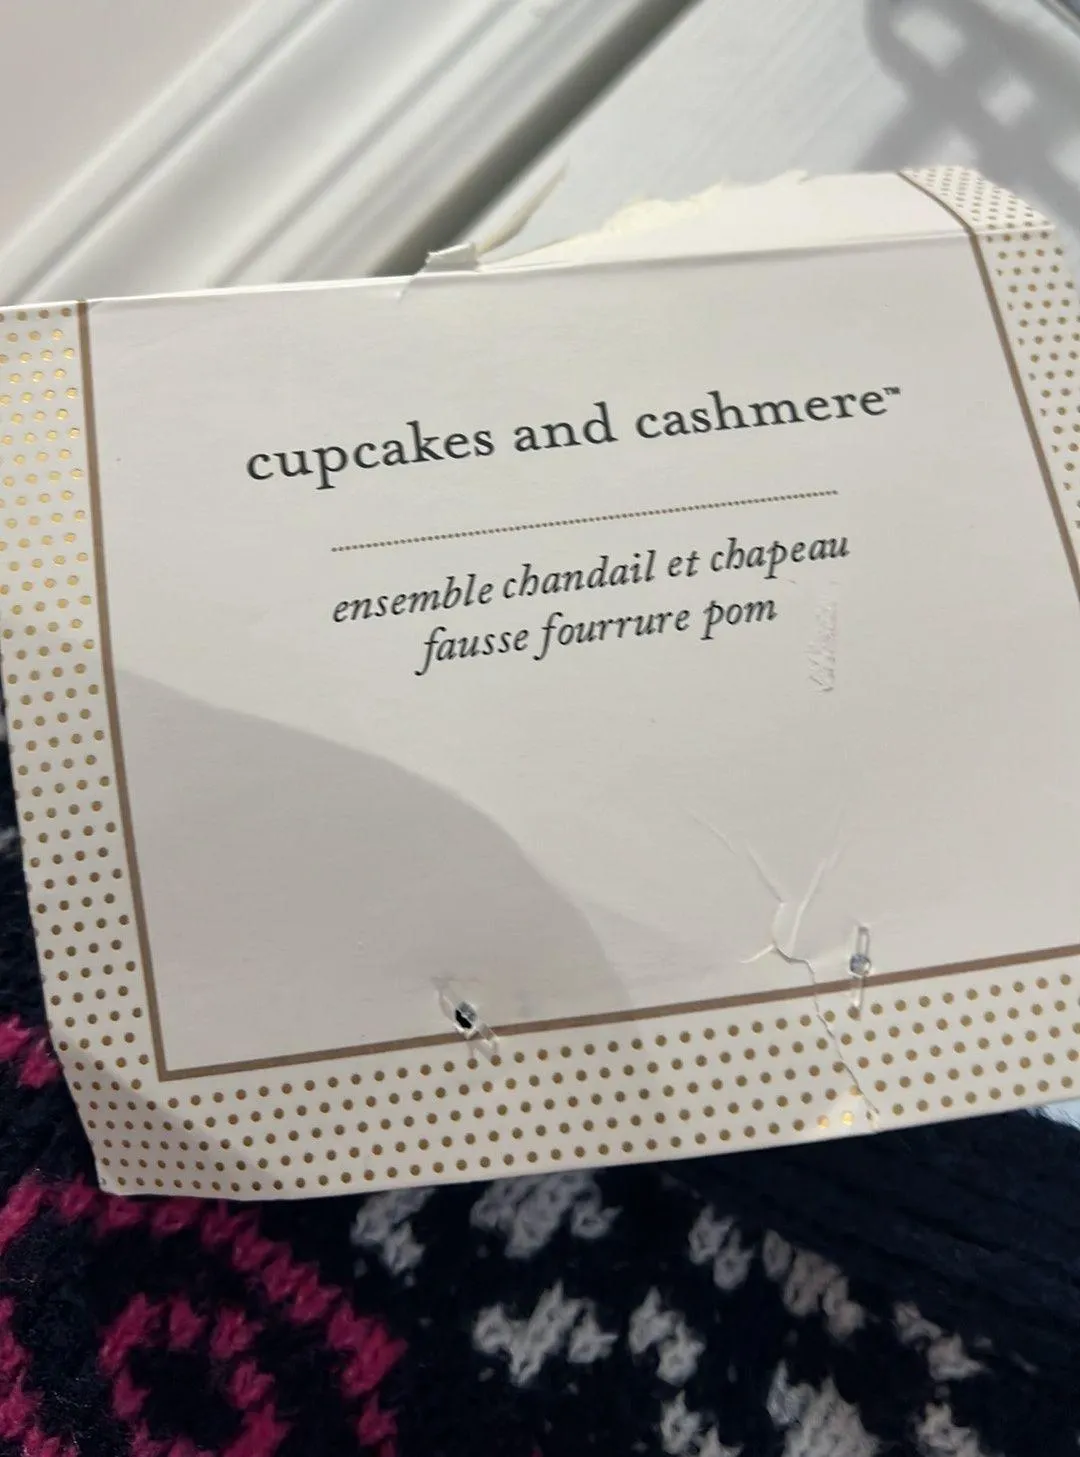 cupcakes and cashmere™
ensemble chandail et chapeau
fausse fourrure pom